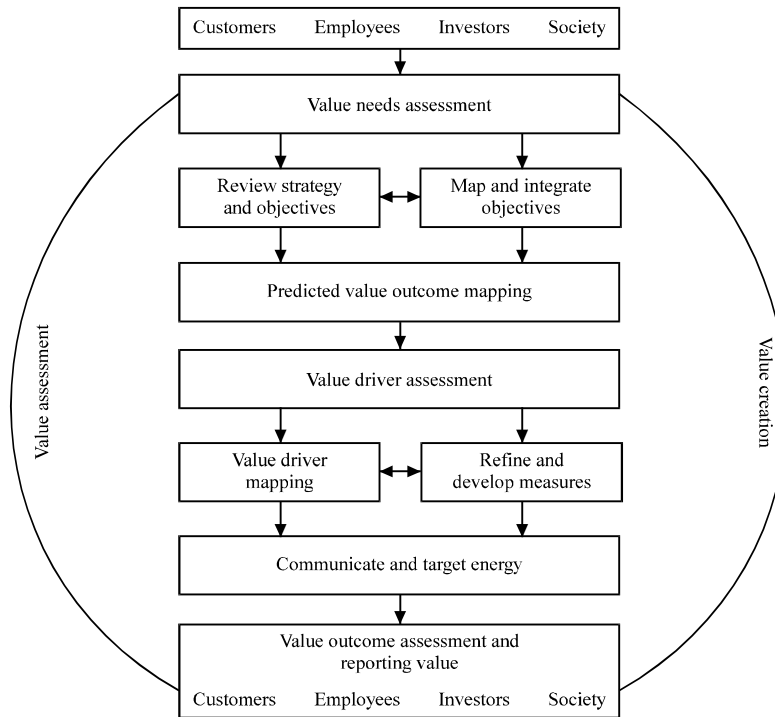 Customers Employees Investors Society
Value needs assessment
Review strategy
and objectives
Map and integrate
objectives
Predicted value outcome mapping
Value assessment
Value creation
Value driver assessment
Value driver
mapping
Refine and
develop measures
Communicate and target energy
Value outcome assessment and
reporting value
Customers Employees Investors Society